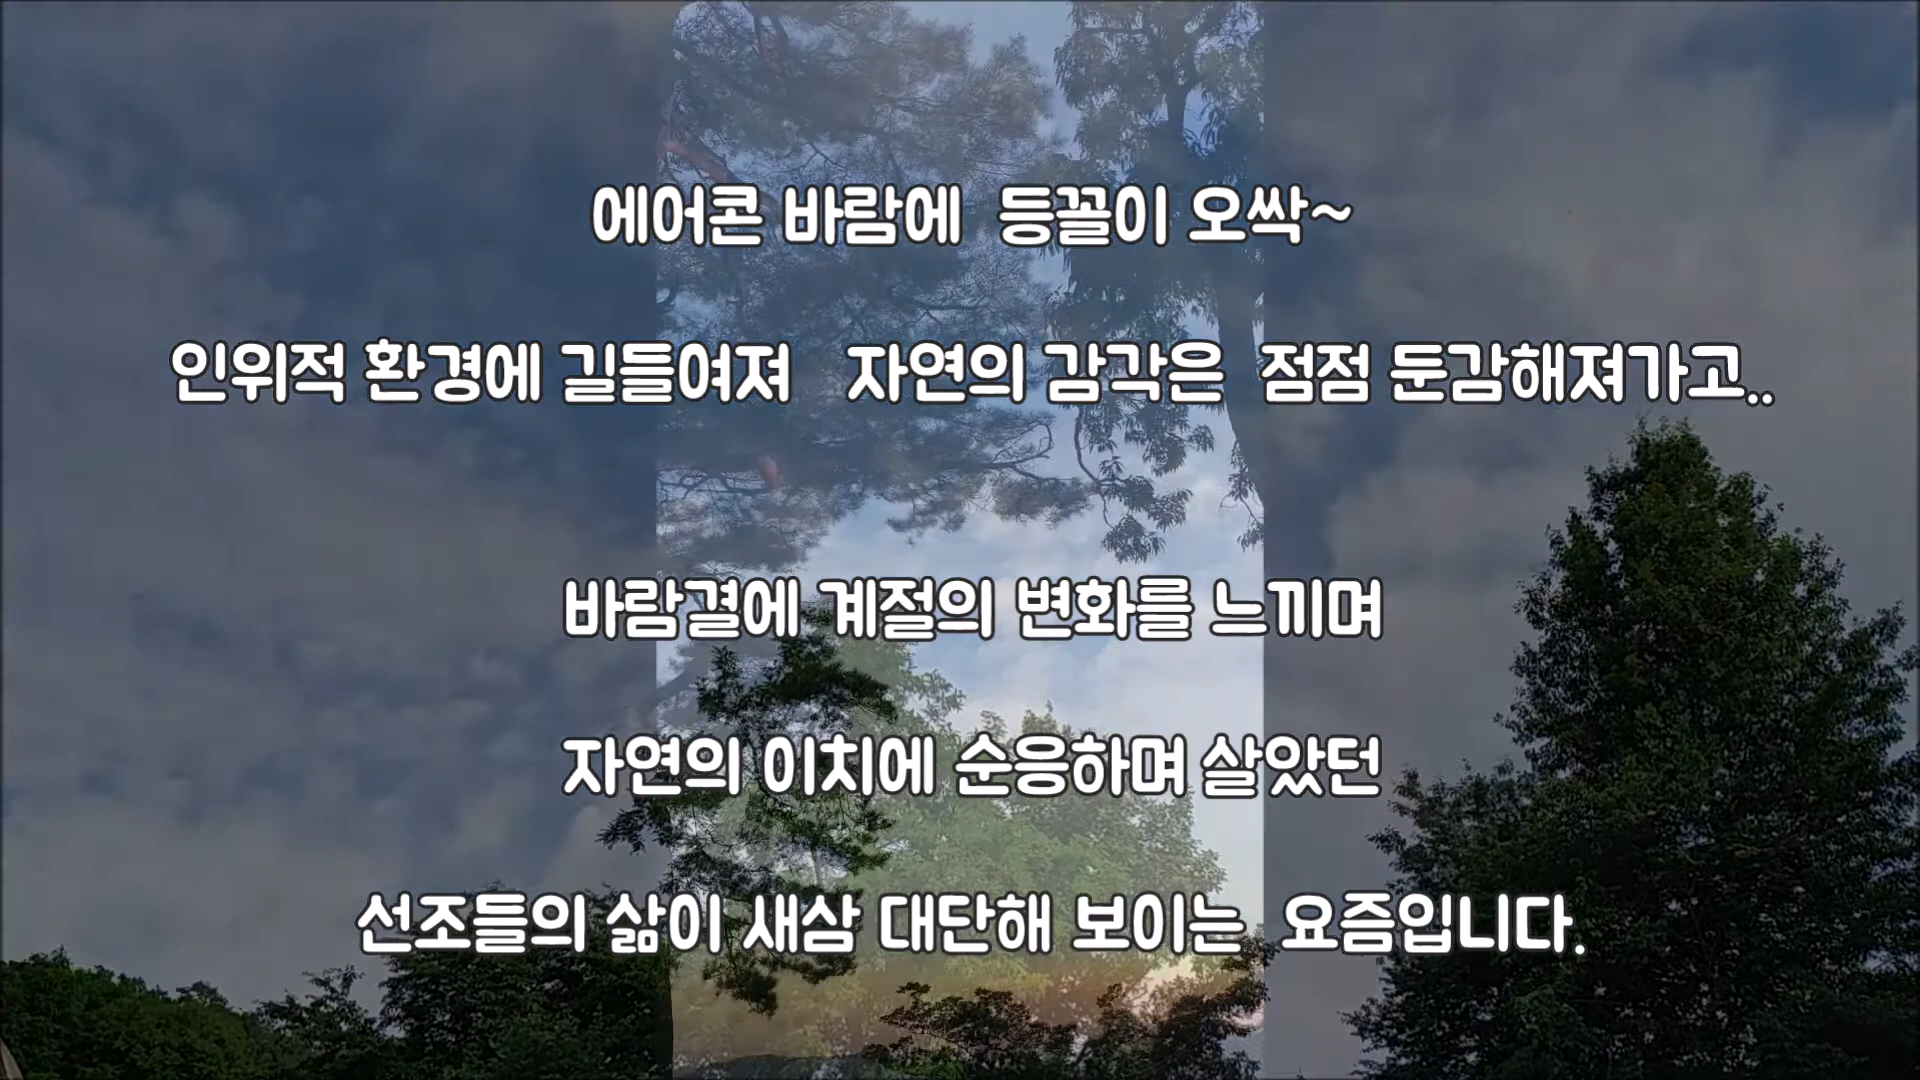 에어콘 바람에 등꼴이 오싹~
인위적 환경에 길들여져 자연의 감각은 점점 둔감해져가고..
바람결에 계절의 변화를 느끼며
자연의 이치에 순응하며 살았던
선조들의 삶이 새삼 대단해 보이는 요즘입니다.